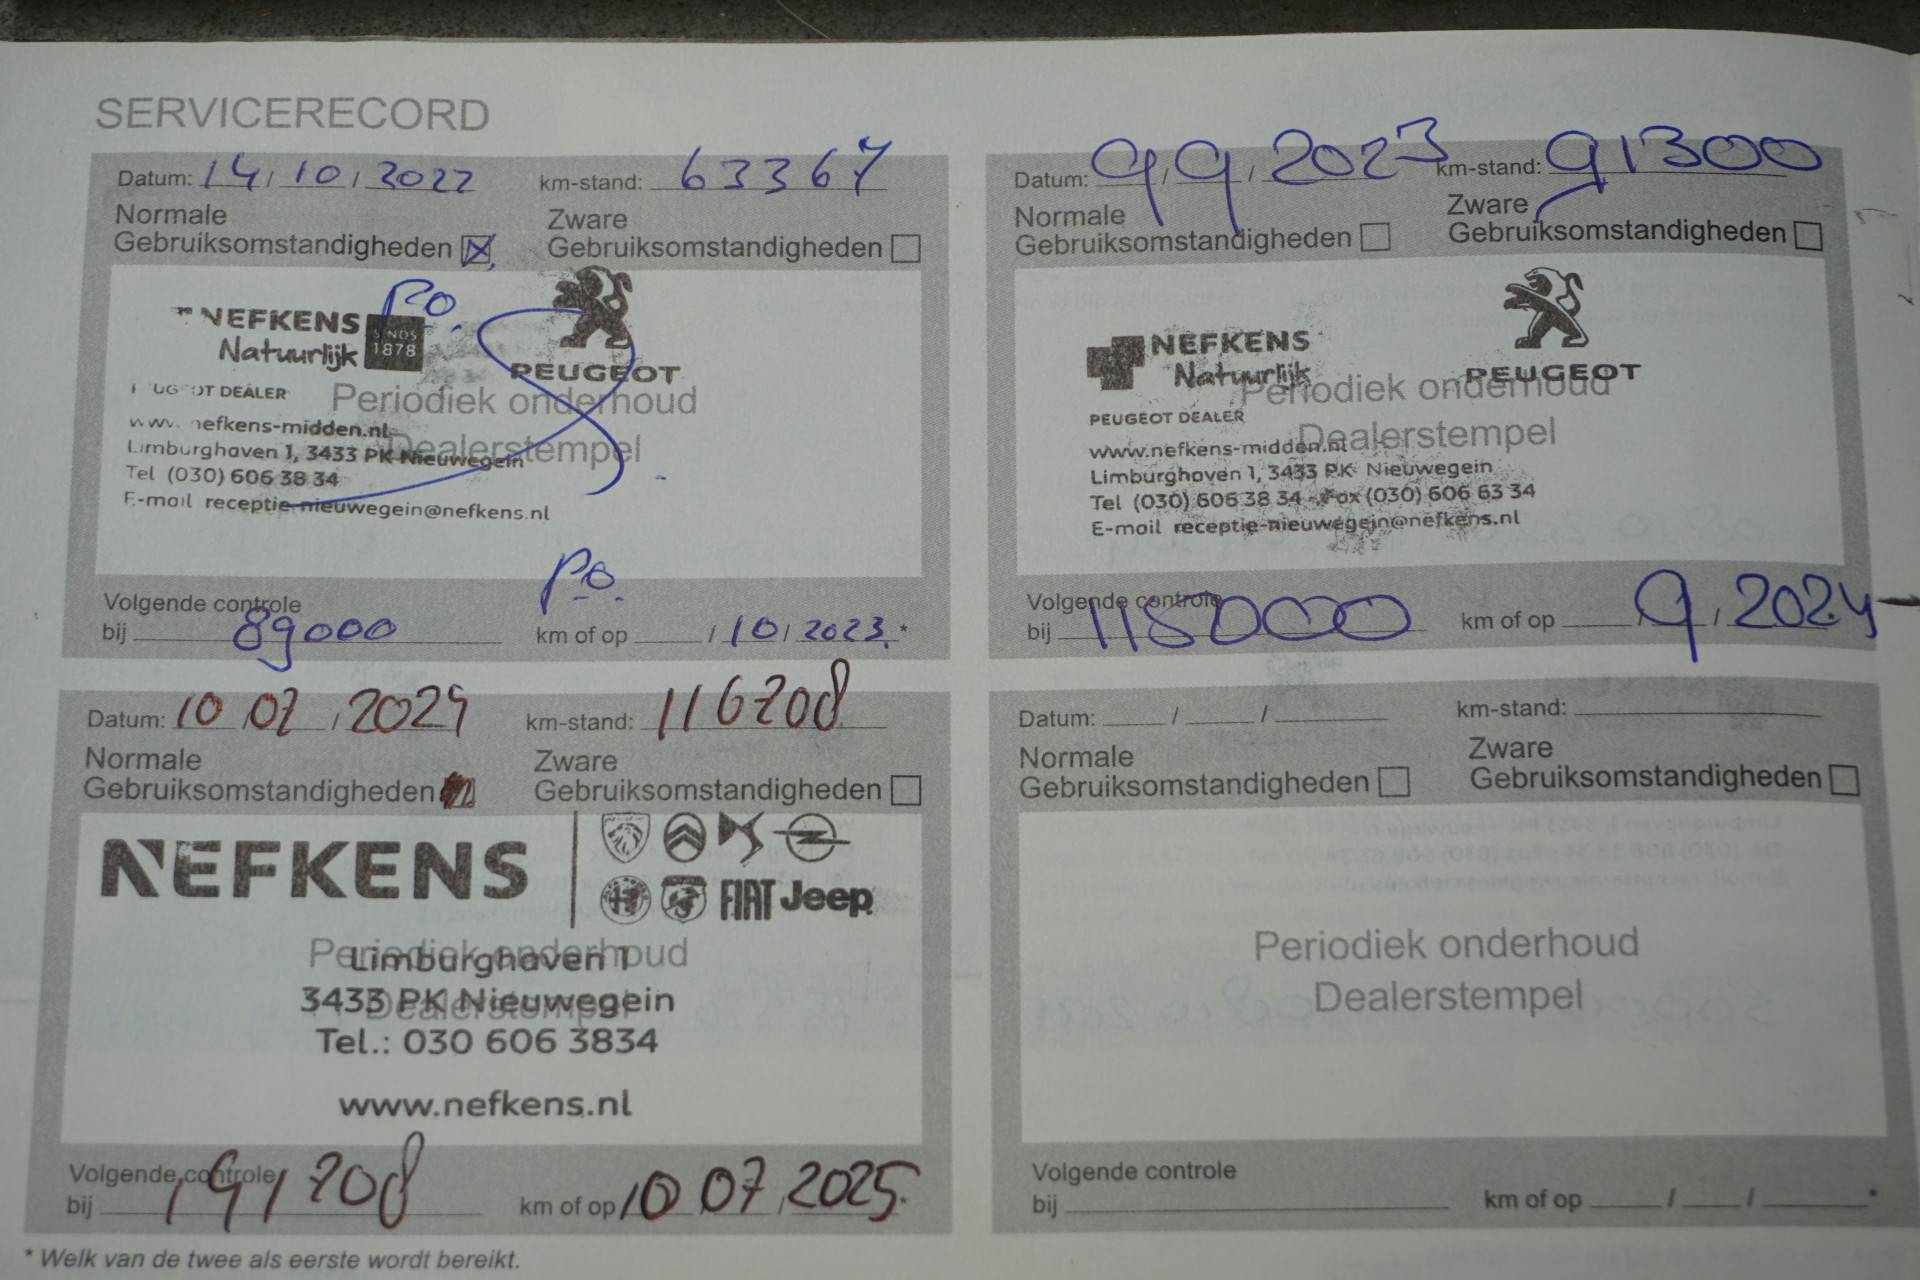 SERVICERECORD
Datum: 14 / 10 / 2022 km-stand: 63367
Normale Zware
Gebruiksomstandigheden Gebruiksomstandigheden
P.O.
NEFKENS SINDS
Natuurlijk 1878
PEUGEOT
PEUGEOT DEALER
Periodiek onderhoud
Dealerstempel
www.nefkens-midden.nl
Limburghaven 1, 3433 PK Nieuwegein
Tel (030) 606 38 34
E-mail receptie-nieuwegein@nefkens.nl
P.O.
Volgende controle
bij 89000 km of op / 10 / 2023 *
Datum: 9 / 9 / 2023 km-stand: 91300
Normale Zware
Gebruiksomstandigheden Gebruiksomstandigheden
NEFKENS
Natuurlijk
PEUGEOT
PEUGEOT DEALER
Periodiek onderhoud
Dealerstempel
www.nefkens-midden.nl
Limburghaven 1, 3433 PK Nieuwegein
Tel (030) 606 38 34 - Fax (030) 606 63 34
E-mail receptie-nieuwegein@nefkens.nl
Volgende controle
bij 118000 km of op 9 / 2024
Datum: 10 07 / 2024 km-stand: 116708
Normale Zware
Gebruiksomstandigheden Gebruiksomstandigheden
NEFKENS
FIAT Jeep
Periodiek onderhoud
Dealerstempel
Limburghaven 1
3433 PK Nieuwegein
Tel.: 030 606 3834
www.nefkens.nl
Volgende controle
bij 141708 km of op 10 07 / 2025 *
Datum: / / km-stand:
Normale Zware
Gebruiksomstandigheden Gebruiksomstandigheden
Periodiek onderhoud
Dealerstempel
Volgende controle
bij km of op / / *
* Welk van de twee als eerste wordt bereikt.